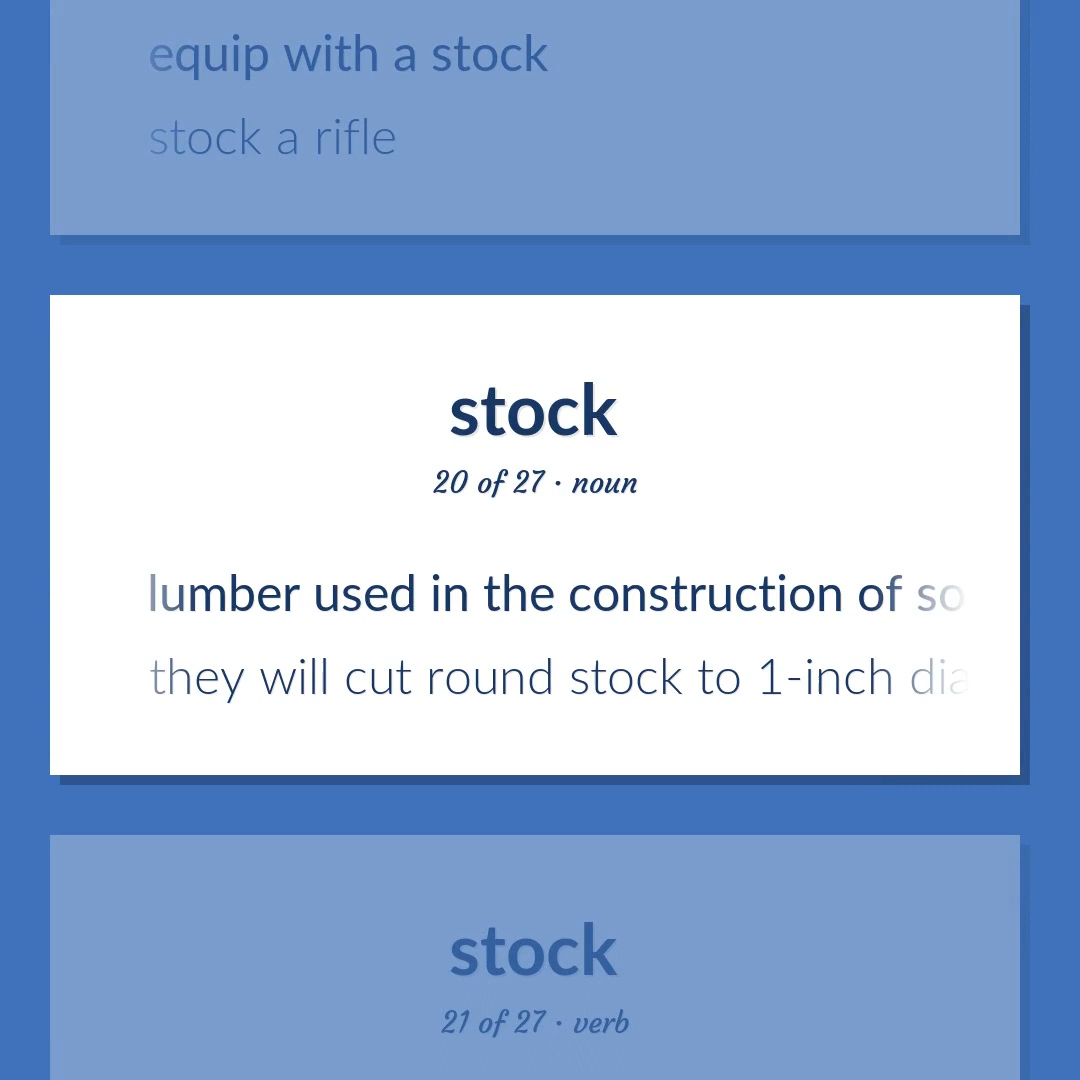 equip with a stock
stock a rifle
stock
20 of 27 · noun
lumber used in the construction of so
they will cut round stock to 1-inch dia
stock
21 of 27 · verb